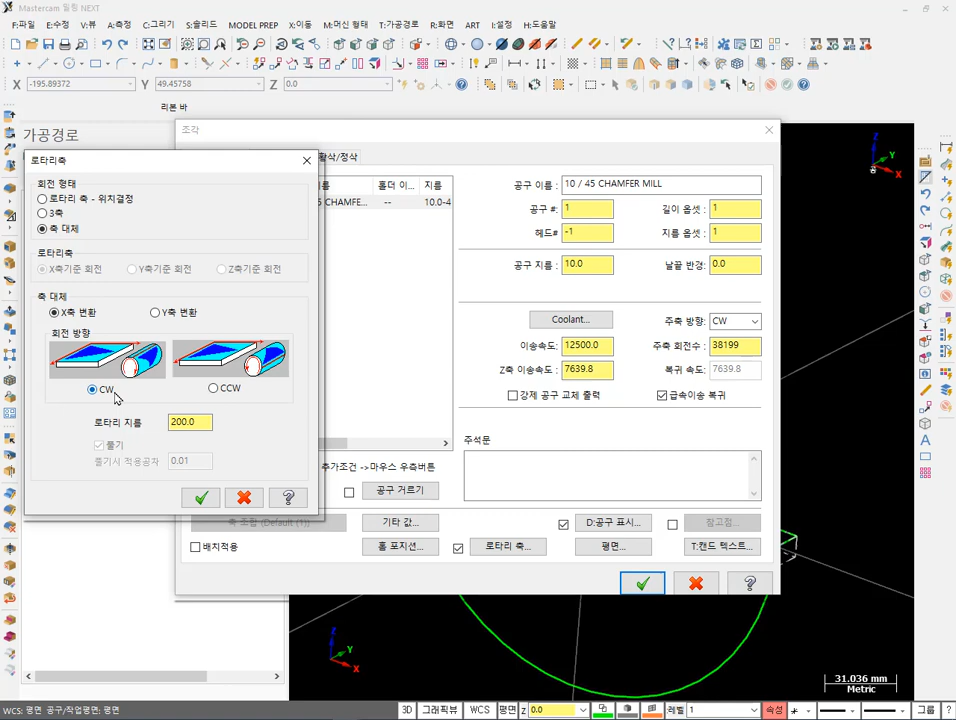 Mastercam 밀링 NEXT
F:파일 E:수정 V:뷰 A:측정 C:그리기 S:솔리드 MODEL PREP X:이동 M:머신 형태 T:가공경로 R:화면 ART I:설정 H:도움말
X -195.89372 Y 49.45758 Z 0.0
리본 바
가공경로
조각
로타리축
회전 형태
로타리 축 - 위치결정
3축
축 대체
로타리축
X축기준 회전 Y축기준 회전 Z축기준 회전
축 대체
X축 변환 Y축 변환
회전 방향
CW CCW
로타리 지름 200.0
풀기
풀기시 적용공차 0.01
황삭/정삭
홀더 이... 지름
CHAMFE... -- 10.0-4
추가조건 ->마우스 우측버튼
공구 거르기
공구 이름 : 10 / 45 CHAMFER MILL
공구 #: 1 길이 옵셋 : 1
헤드# -1 지름 옵셋 : 1
공구 지름 : 10.0 날끝 반경: 0.0
Coolant... 주축 방향: CW
이송속도: 12500.0 주축 회전수 : 38199
Z축 이송속도 : 7639.8 복귀 속도: 7639.8
강제 공구 교체 출력 급속이송 복귀
주석문
축 조합 (Default (1)) 기타 값... D:공구 표시... 참고점...
배치적용 홈 포지션... 로타리 축... 평면... T:캔드 텍스트...
Z
Y
X
Z
Y
X
31.036 mm
Metric
WCS: 평면 공구/작업평면: 평면 3D 그래픽뷰 WCS 평면 Z 0.0 레벨 1 속성 그룹 ?